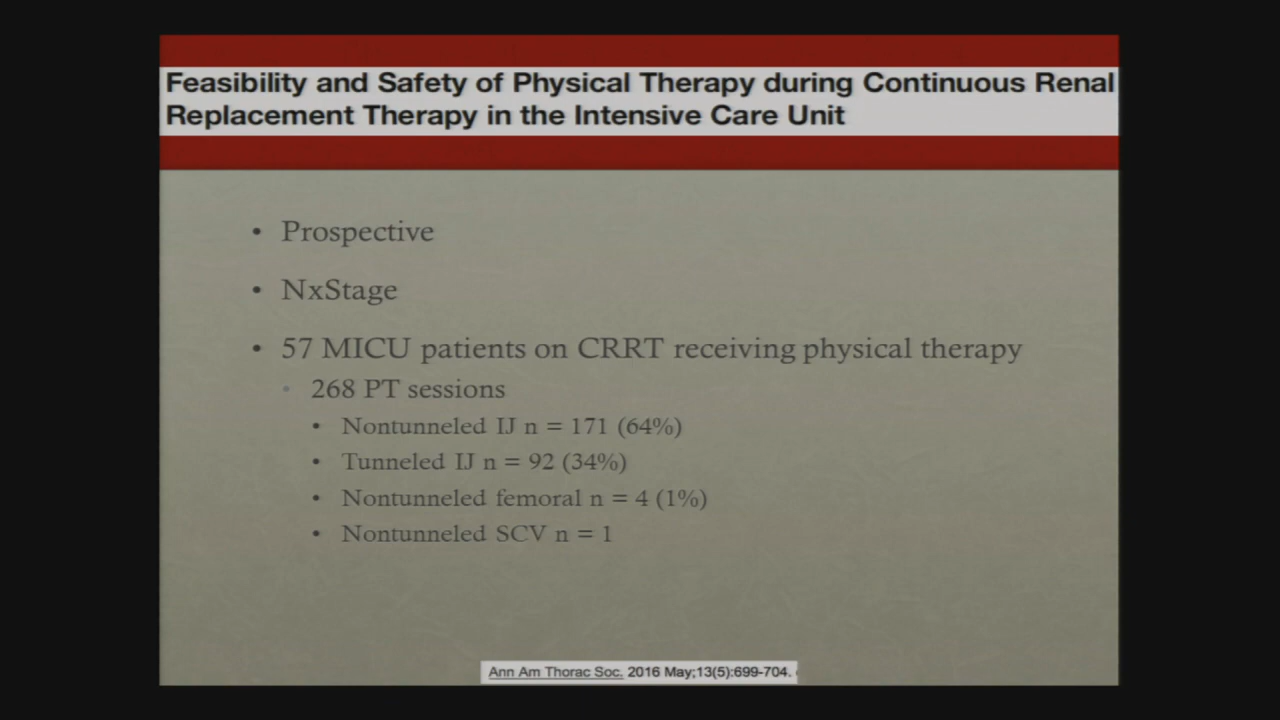 Feasibility and Safety of Physical Therapy during Continuous Renal
Replacement Therapy in the Intensive Care Unit
• Prospective
• NxStage
• 57 MICU patients on CRRT receiving physical therapy
• 268 PT sessions
• Nontunneled IJ n = 171 (64%)
• Tunneled IJ n = 92 (34%)
• Nontunneled femoral n = 4 (1%)
• Nontunneled SCV n = 1
Ann Am Thorac Soc. 2016 May;13(5):699-704.